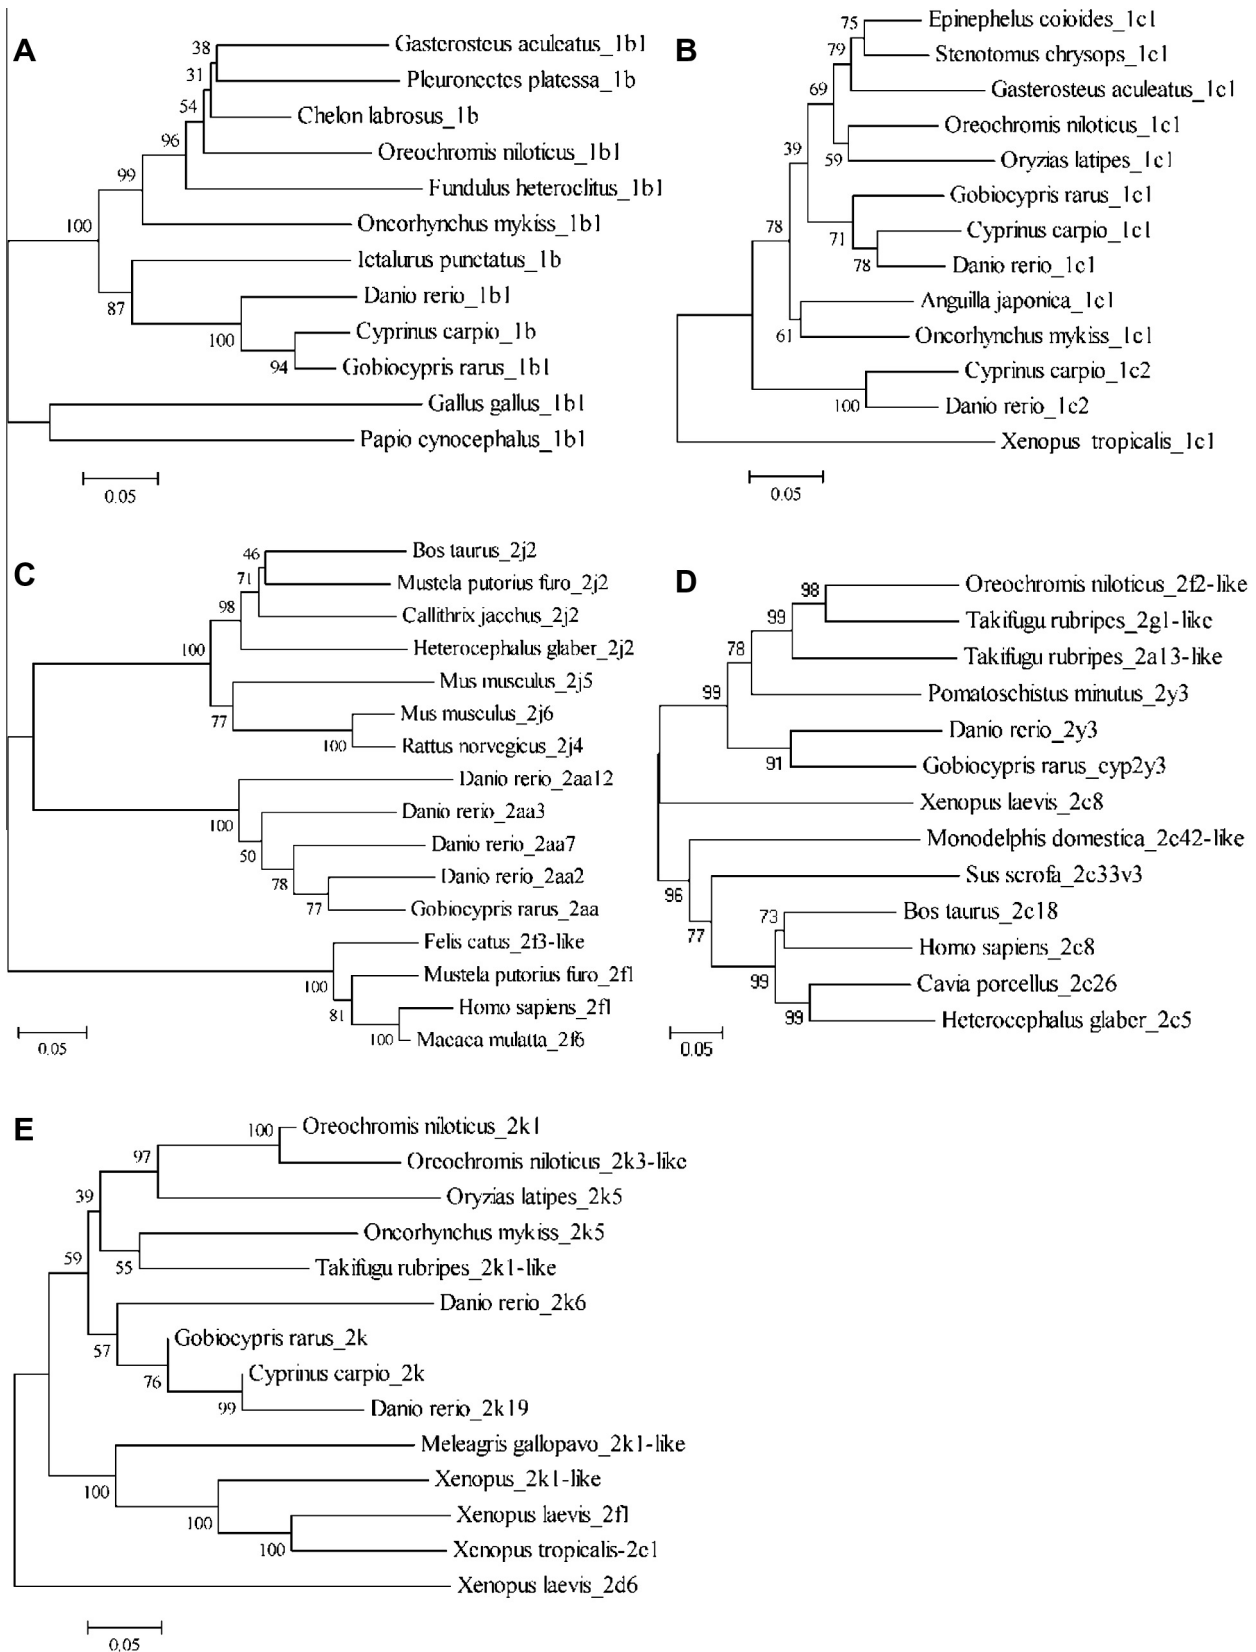 A
38
Gasterosteus aculeatus_1b1
31
Pleuronectes platessa_1b
54
Chelon labrosus_1b
96
Oreochromis niloticus_1b1
99
Fundulus heteroclitus_1b1
100
Oncorhynchus mykiss_1b1
Ictalurus punctatus_1b
87
Danio rerio_1b1
100
Cyprinus carpio_1b
94
Gobiocypris rarus_1b1
Gallus gallus_1b1
Papio cynocephalus_1b1
0.05
B
75
Epinephelus coioides_1c1
79
Stenotomus chrysops_1c1
69
Gasterosteus aculeatus_1c1
Oreochromis niloticus_1c1
39
59
Oryzias latipes_1c1
Gobiocypris rarus_1c1
78
71
Cyprinus carpio_1c1
78
Danio rerio_1c1
Anguilla japonica_1c1
61
Oncorhynchus mykiss_1c1
Cyprinus carpio_1c2
100
Danio rerio_1c2
Xenopus tropicalis_1c1
0.05
C
46
Bos taurus_2j2
71
Mustela putorius furo_2j2
98
Callithrix jacchus_2j2
100
Heterocephalus glaber_2j2
Mus musculus_2j5
77
Mus musculus_2j6
100
Rattus norvegicus_2j4
Danio rerio_2aa12
100
Danio rerio_2aa3
50
Danio rerio_2aa7
78
Danio rerio_2aa2
77
Gobiocypris rarus_2aa
Felis catus_2f3-like
100
Mustela putorius furo_2f1
81
Homo sapiens_2f1
100
Macaca mulatta_2f6
0.05
D
98
Oreochromis niloticus_2f2-like
99
Takifugu rubripes_2g1-like
78
Takifugu rubripes_2a13-like
99
Pomatoschistus minutus_2y3
Danio rerio_2y3
91
Gobiocypris rarus_cyp2y3
Xenopus laevis_2c8
Monodelphis domestica_2c42-like
96
Sus scrofa_2c33v3
77
73
Bos taurus_2c18
Homo sapiens_2c8
99
Cavia porcellus_2c26
99
Heterocephalus glaber_2c5
0.05
E
100
Oreochromis niloticus_2k1
97
Oreochromis niloticus_2k3-like
39
Oryzias latipes_2k5
Oncorhynchus mykiss_2k5
59
55
Takifugu rubripes_2k1-like
Danio rerio_2k6
57
Gobiocypris rarus_2k
76
Cyprinus carpio_2k
99
Danio rerio_2k19
Meleagris gallopavo_2k1-like
100
Xenopus_2k1-like
100
Xenopus laevis_2f1
100
Xenopus tropicalis-2c1
Xenopus laevis_2d6
0.05